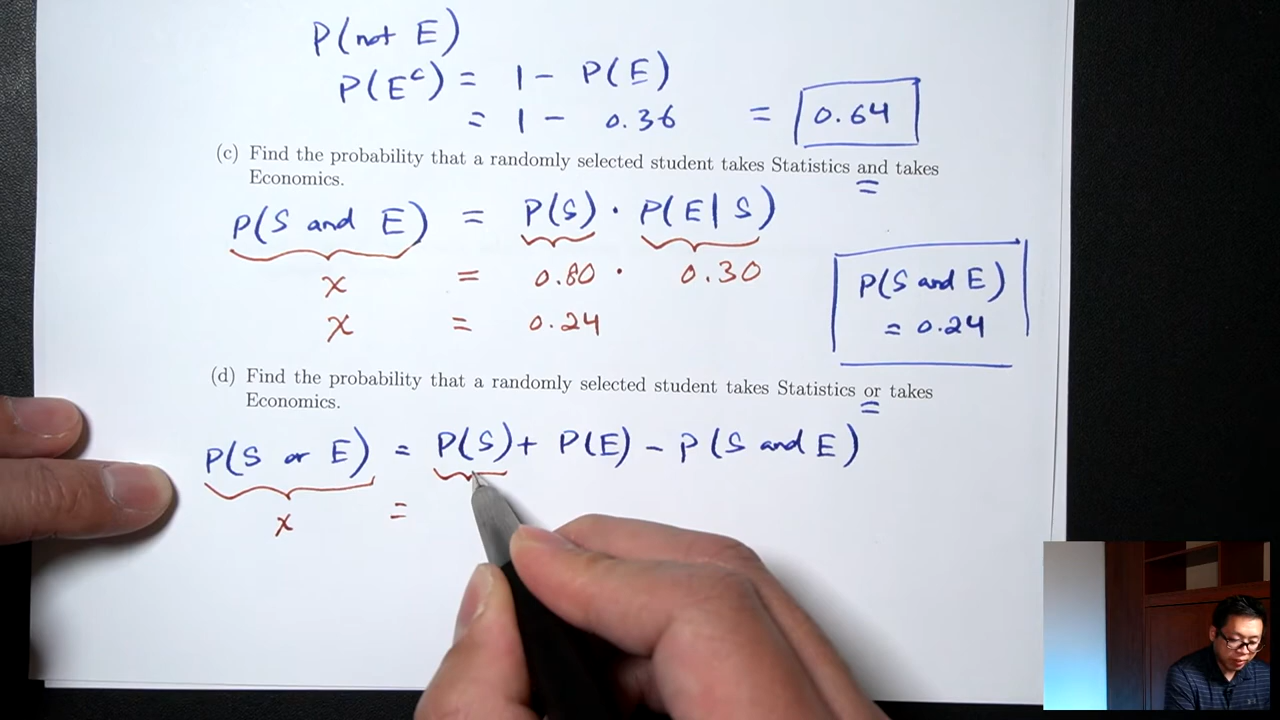 P(not E)
P(Eᶜ) = 1 - P(E)
= 1 - 0.36 = 0.64
(c) Find the probability that a randomly selected student takes Statistics and takes
Economics.
P(S and E) = P(S) · P(E|S)
x = 0.80 · 0.30
x = 0.24
P(S and E)
= 0.24
(d) Find the probability that a randomly selected student takes Statistics or takes
Economics.
P(S or E) = P(S) + P(E) - P(S and E)
x =